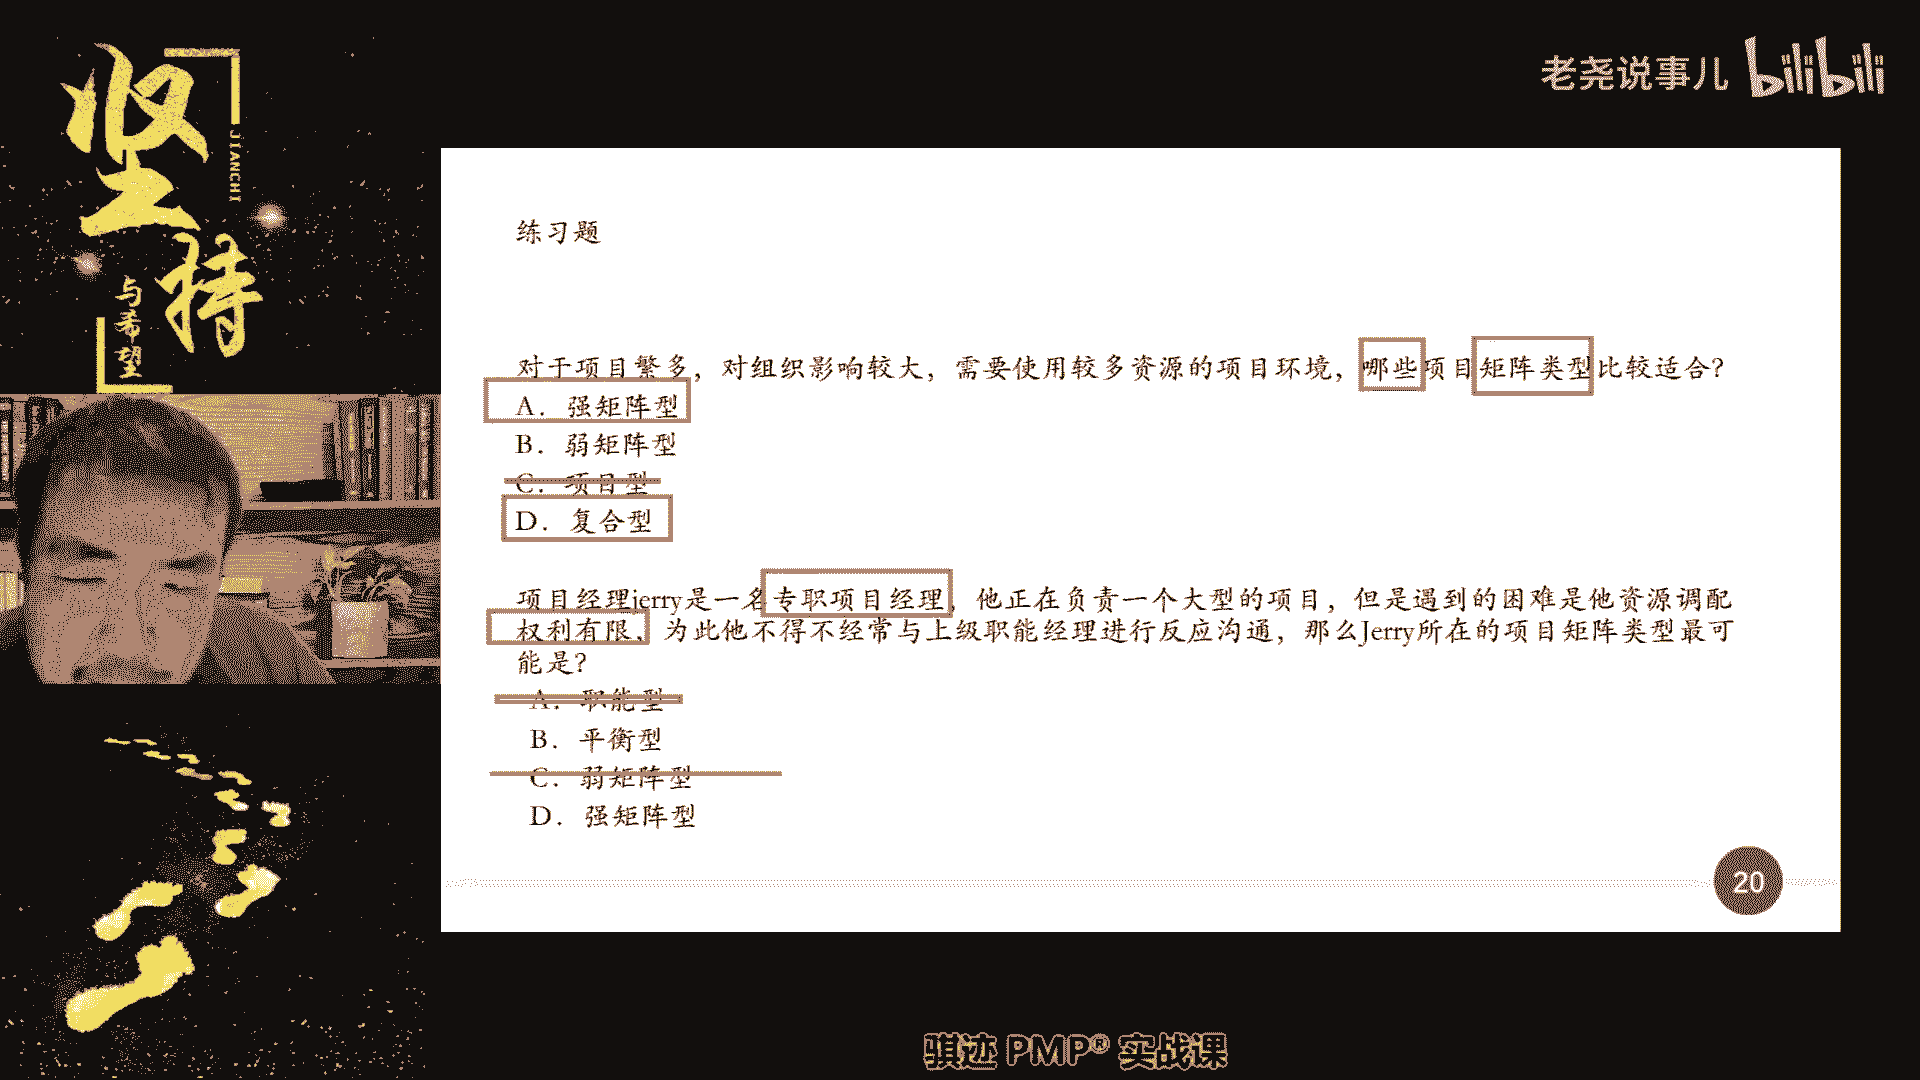 坚持
JIANCHI
与希望
老尧说事儿 bilibili
练习题
对于项目繁多，对组织影响较大，需要使用较多资源的项目环境，哪些项目矩阵类型比较适合？
A．强矩阵型
B．弱矩阵型
C．项目型
D．复合型
项目经理jerry是一名专职项目经理，他正在负责一个大型的项目，但是遇到的困难是他资源调配
权利有限，为此他不得不经常与上级职能经理进行反应沟通，那么Jerry所在的项目矩阵类型最可
能是？
A．职能型
B．平衡型
C．弱矩阵型
D．强矩阵型
20
骐迹 PMP® 实战课